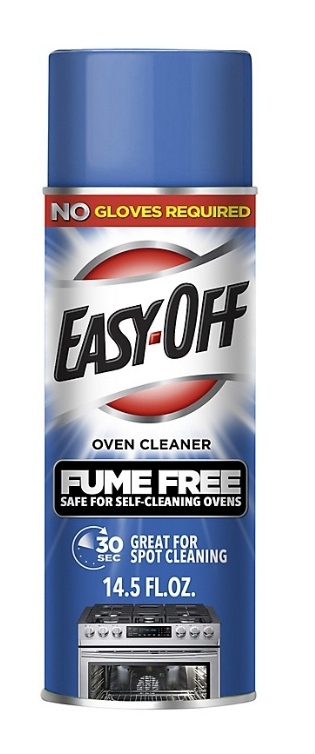 NO GLOVES REQUIRED
EASY-OFF
OVEN CLEANER
FUME FREE
SAFE FOR SELF-CLEANING OVENS
30 SEC
GREAT FOR
SPOT CLEANING
14.5 FL.OZ.